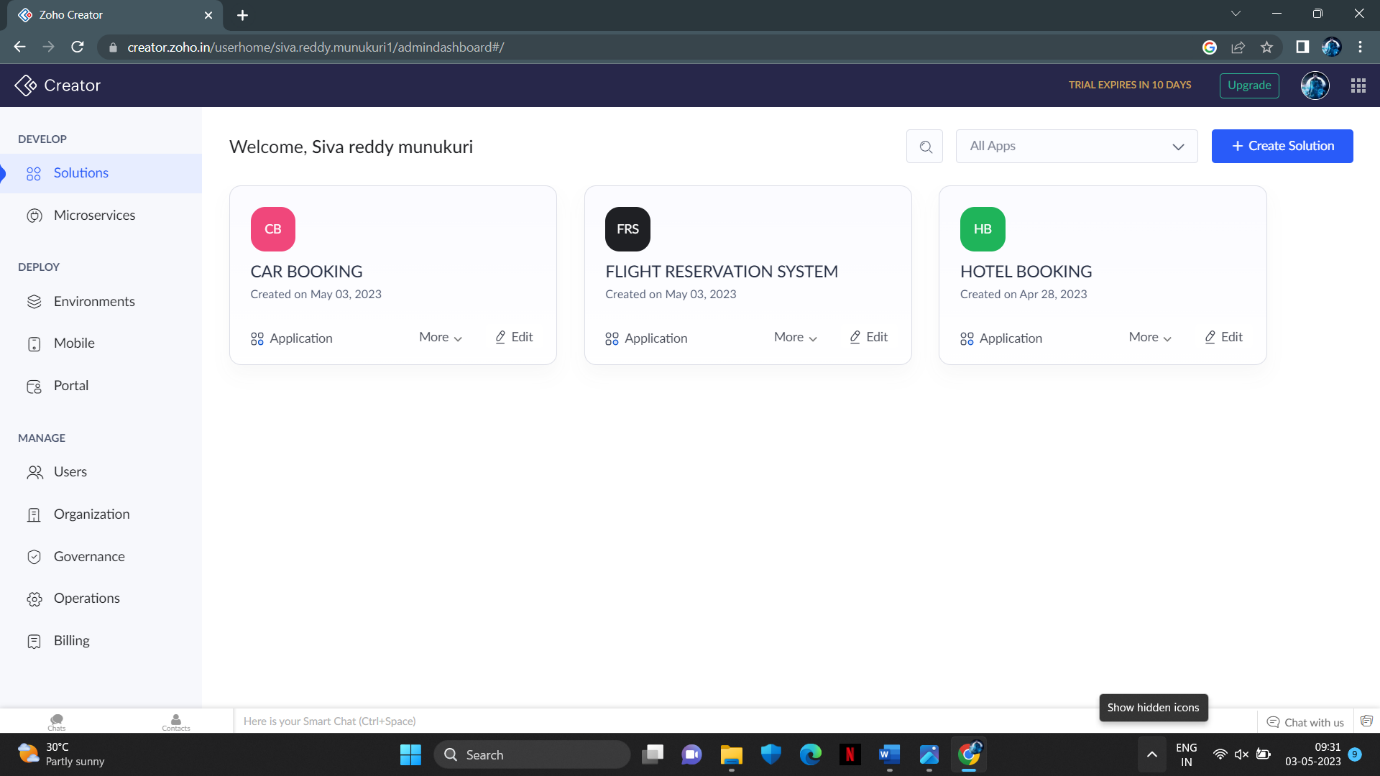 Zoho Creator
creator.zoho.in/userhome/siva.reddy.munukuri1/admindashboard#/
Creator
TRIAL EXPIRES IN 10 DAYS
Upgrade
DEVELOP
Solutions
Microservices
DEPLOY
Environments
Mobile
Portal
MANAGE
Users
Organization
Governance
Operations
Billing
Welcome, Siva reddy munukuri
All Apps
+ Create Solution
CB
CAR BOOKING
Created on May 03, 2023
Application More Edit
FRS
FLIGHT RESERVATION SYSTEM
Created on May 03, 2023
Application More Edit
HB
HOTEL BOOKING
Created on Apr 28, 2023
Application More Edit
Show hidden icons
Chats
Contacts
Here is your Smart Chat (Ctrl+Space)
Chat with us
30°C
Partly sunny
Search
N
W
ENG
IN
09:31
03-05-2023
9